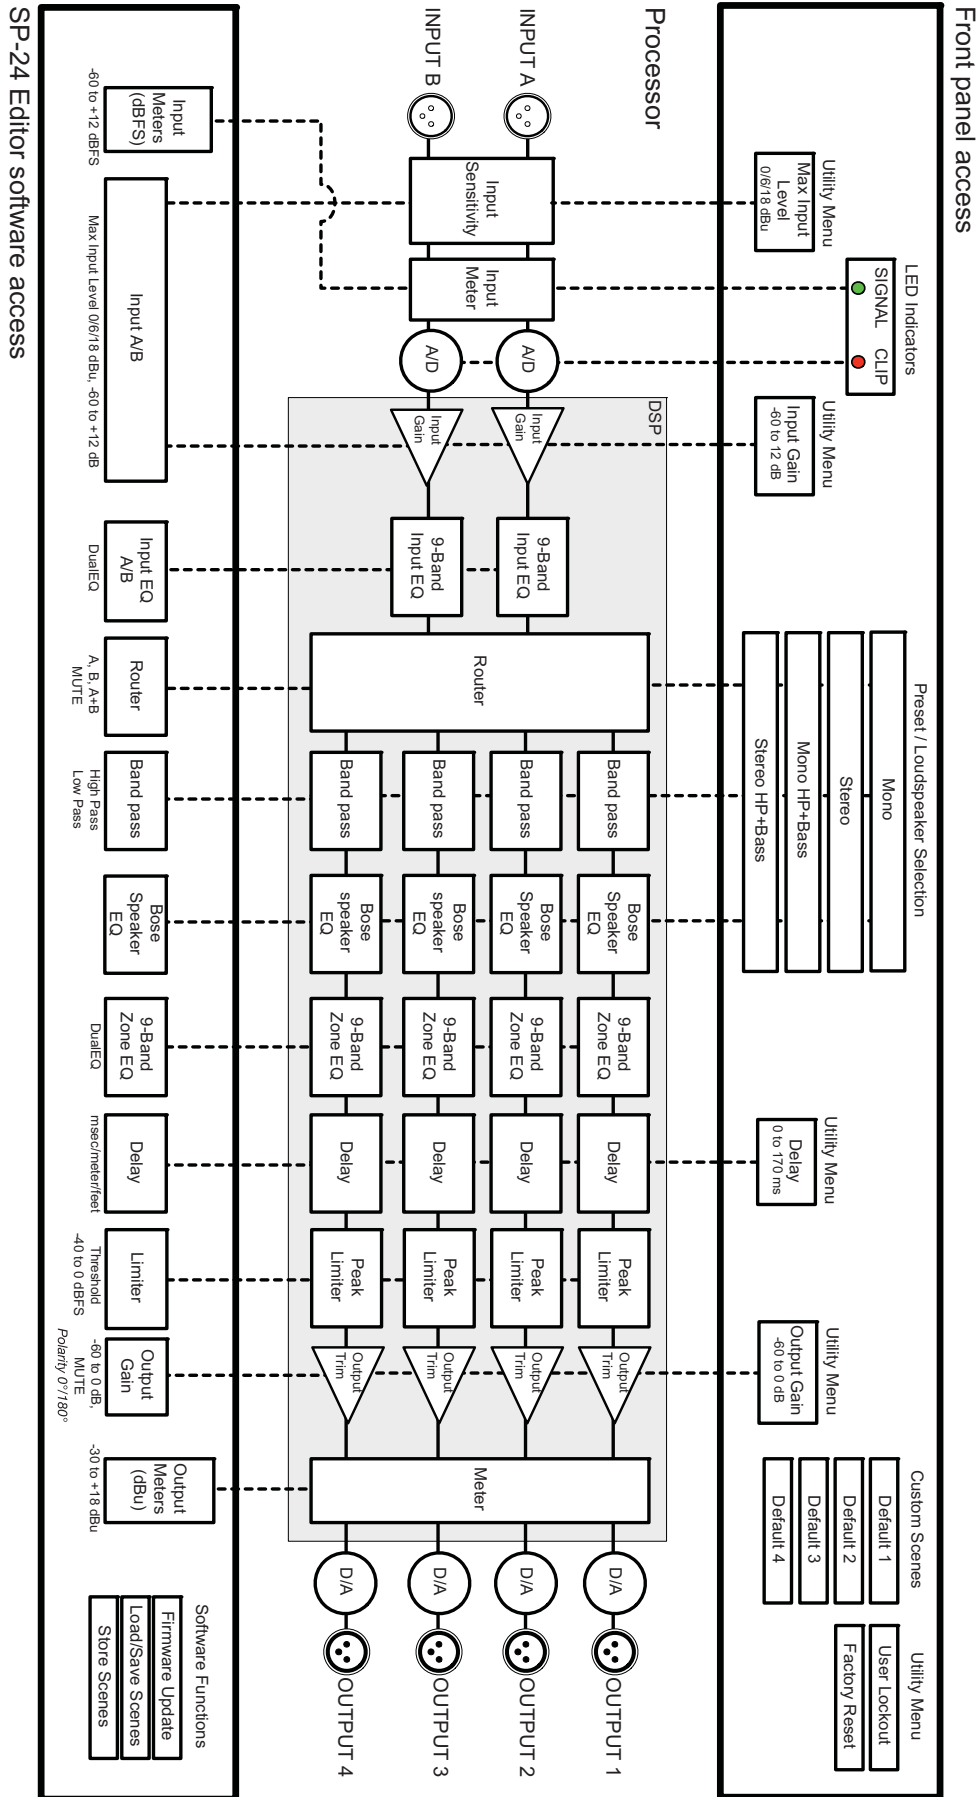 Front panel access
Utility Menu
Max Input
Level
0/6/18 dBu
LED Indicators
SIGNAL
CLIP
Utility Menu
Input Gain
-60 to 12 dB
Preset / Loudspeaker Selection
Mono
Stereo
Mono HP+Bass
Stereo HP+Bass
Utility Menu
Delay
0 to 170 ms
Utility Menu
Output Gain
-60 to 0 dB
Custom Scenes
Default 1
Default 2
Default 3
Default 4
Utility Menu
User Lockout
Factory Reset
Processor
INPUT A
INPUT B
Input
Sensitivity
Input
Meter
A/D
A/D
DSP
Input
Gain
Input
Gain
9-Band
Input EQ
9-Band
Input EQ
Router
Band pass
Band pass
Band pass
Band pass
Bose
Speaker
EQ
Bose
Speaker
EQ
Bose
speaker
EQ
Bose
speaker
EQ
9-Band
Zone EQ
9-Band
Zone EQ
9-Band
Zone EQ
9-Band
Zone EQ
Delay
Delay
Delay
Delay
Peak
Limiter
Peak
Limiter
Peak
Limiter
Peak
Limiter
Output
Trim
Output
Trim
Output
Trim
Output
Trim
Meter
D/A
D/A
D/A
D/A
OUTPUT 1
OUTPUT 2
OUTPUT 3
OUTPUT 4
Input
Meters
(dBFS)
-60 to +12 dBFS
Input A/B
Max Input Level 0/6/18 dBu, -60 to +12 dB
Input EQ
A/B
DualEQ
Router
A, B, A+B
MUTE
Band pass
High Pass
Low Pass
Bose
Speaker
EQ
9-Band
Zone EQ
DualEQ
Delay
msec/meter/feet
Limiter
Threshold
-40 to 0 dBFS
Output
Gain
-60 to 0 dB,
MUTE
Polarity 0°/180°
Output
Meters
(dBu)
-30 to +18 dBu
Software Functions
Firmware Update
Load/Save Scenes
Store Scenes
SP-24 Editor software access